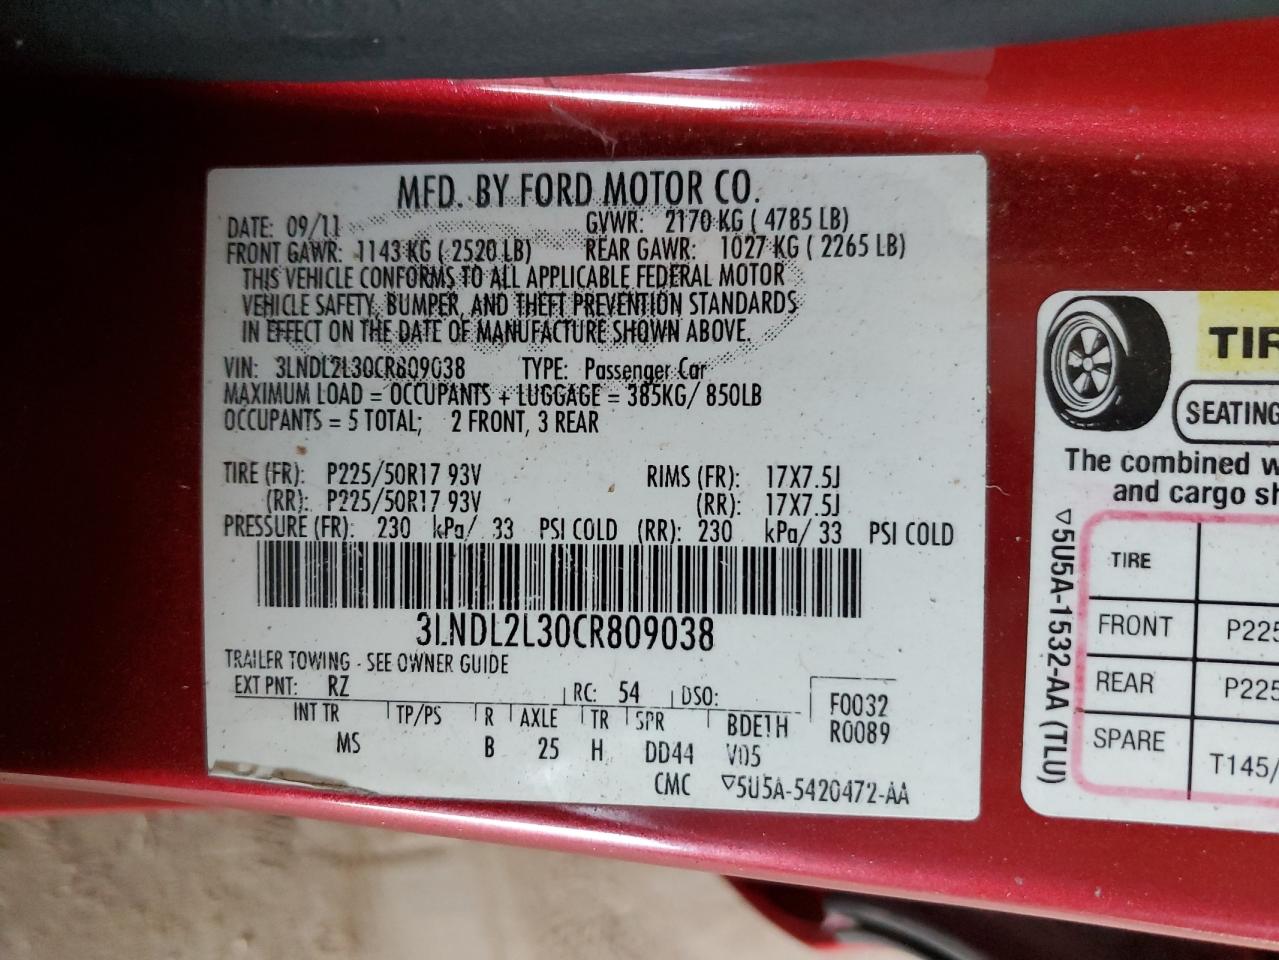 MFD. BY FORD MOTOR CO.
DATE: 09/11 GVWR: 2170 KG ( 4785 LB)
FRONT GAWR: 1143 KG ( 2520 LB) REAR GAWR: 1027 KG ( 2265 LB)
THIS VEHICLE CONFORMS TO ALL APPLICABLE FEDERAL MOTOR
VEHICLE SAFETY, BUMPER, AND THEFT PREVENTION STANDARDS
IN EFFECT ON THE DATE OF MANUFACTURE SHOWN ABOVE.
VIN: 3LNDL2L30CR809038 TYPE: Passenger Car
MAXIMUM LOAD = OCCUPANTS + LUGGAGE = 385KG/ 850LB
OCCUPANTS = 5 TOTAL; 2 FRONT, 3 REAR
TIRE (FR): P225/50R17 93V RIMS (FR): 17X7.5J
(RR): P225/50R17 93V (RR): 17X7.5J
PRESSURE (FR): 230 kPa/ 33 PSI COLD (RR): 230 kPa/ 33 PSI COLD
3LNDL2L30CR809038
TRAILER TOWING - SEE OWNER GUIDE
EXT PNT: RZ RC: 54 DSO:
F0032
INT TR TP/PS R AXLE TR SPR BDE1H R0089
MS B 25 H DD44 V05
CMC ▽5U5A-5420472-AA
TIR
SEATING
The combined w
and cargo sh
▽5U5A-1532-AA (TLU)
TIRE
FRONT P225
REAR P225
SPARE T145/